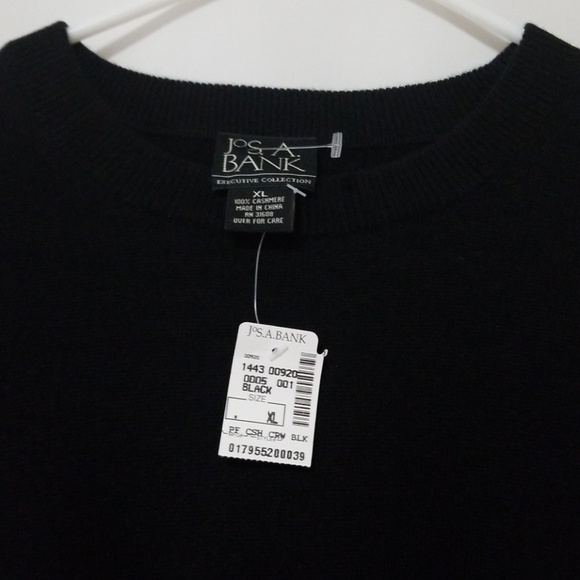 JOS. A.
BANK
EXECUTIVE COLLECTION
XL
100% CASHMERE
MADE IN CHINA
RN 31608
OVER FOR CARE
JOS.A.BANK
00920
1443 00920
0005 001
BLACK
SIZE
XL
PF CSH CRW BLK
017955200039